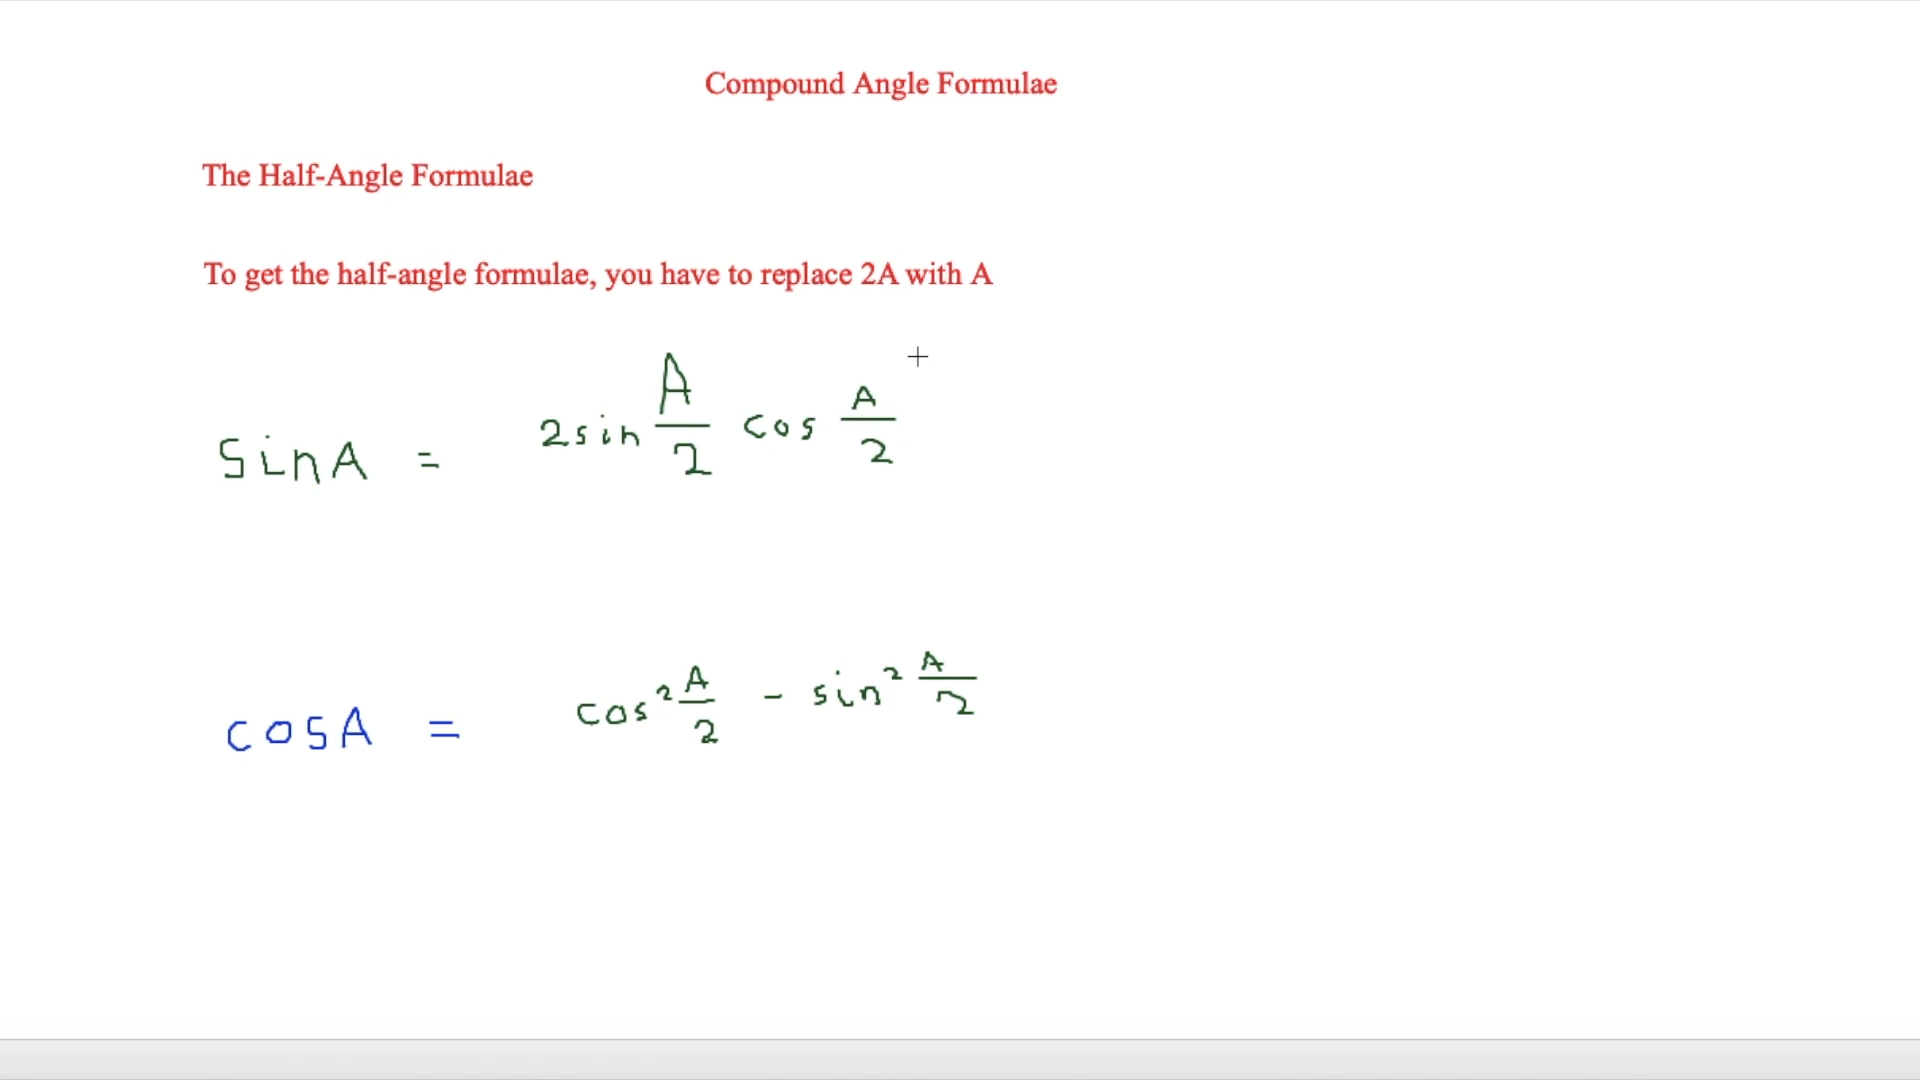 Compound Angle Formulae
The Half-Angle Formulae
To get the half-angle formulae, you have to replace 2A with A
sinA = 2sin A/2 cos A/2
cosA = cos² A/2 - sin² A/2